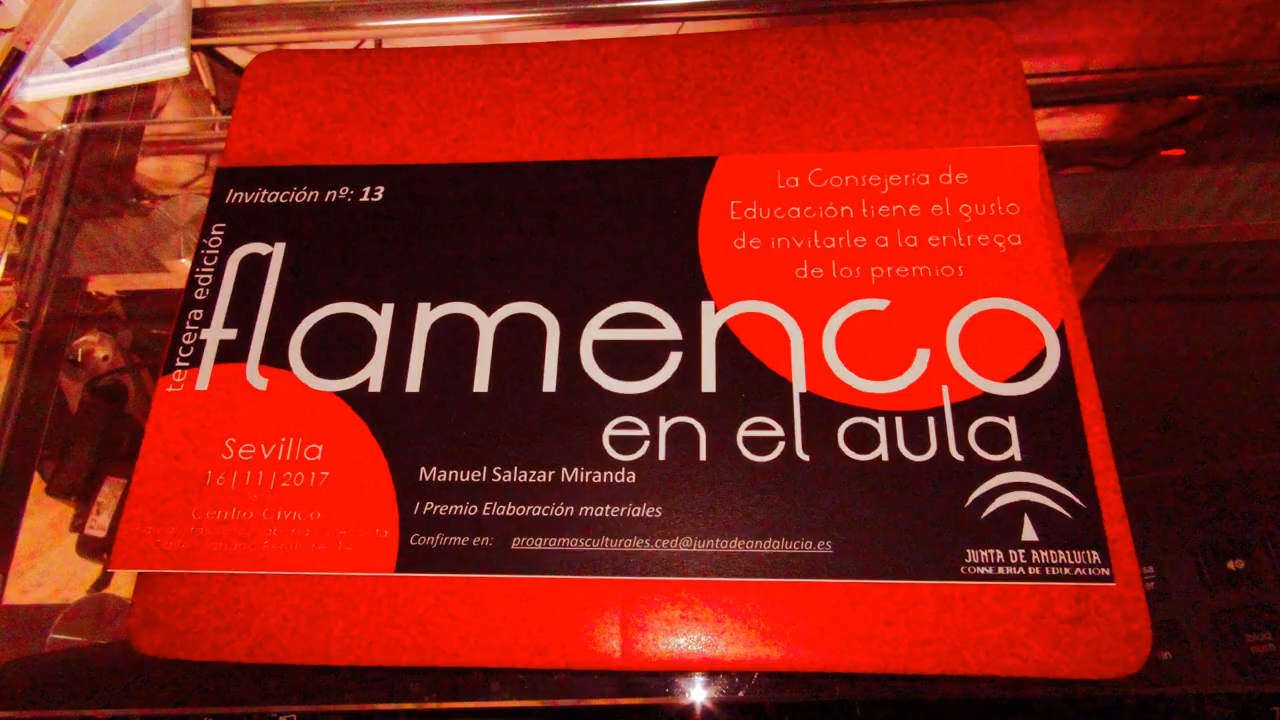 Invitación nº: 13
La Consejería de
Educación tiene el gusto
de invitarle a la entrega
de los premios
tercera edición
flamenco
en el aula
Sevilla
16|11|2017
Centro Cívico
Manuel Salazar Miranda
I Premio Elaboración materiales
Confirme en: programasculturales.ced@juntadeandalucia.es
JUNTA DE ANDALUCIA
CONSEJERIA DE EDUCACIÓN